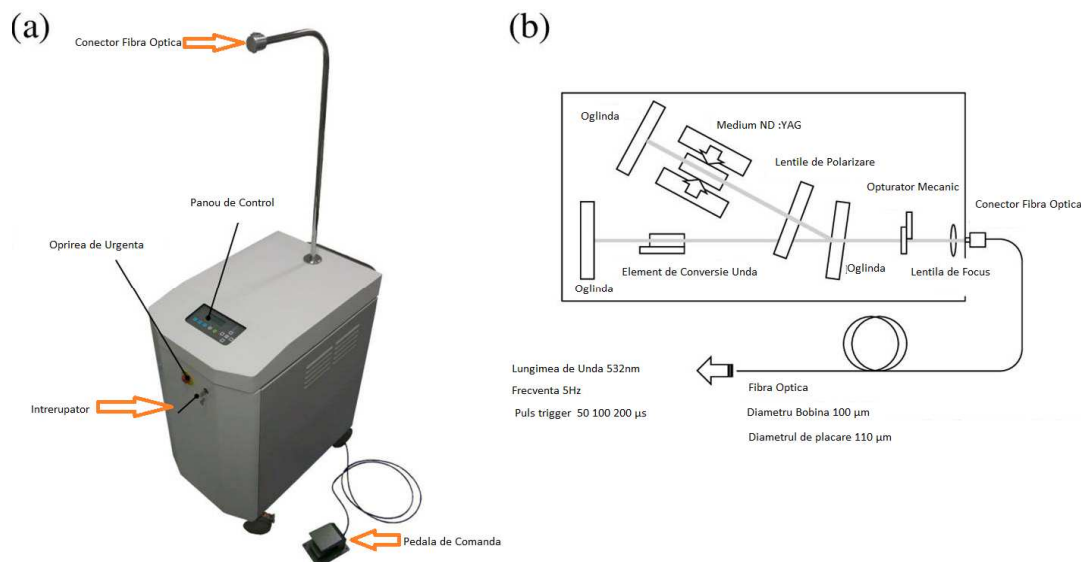 (a)
Conector Fibra Optica
Panou de Control
Oprirea de Urgenta
Intrerupator
Pedala de Comanda
(b)
Oglinda
Medium ND :YAG
Lentile de Polarizare
Opturator Mecanic
Conector Fibra Optica
Element de Conversie Unda
Oglinda
Lentila de Focus
Oglinda
Lungimea de Unda 532nm
Frecventa 5Hz
Puls trigger 50 100 200 µs
Fibra Optica
Diametru Bobina 100 µm
Diametrul de placare 110 µm